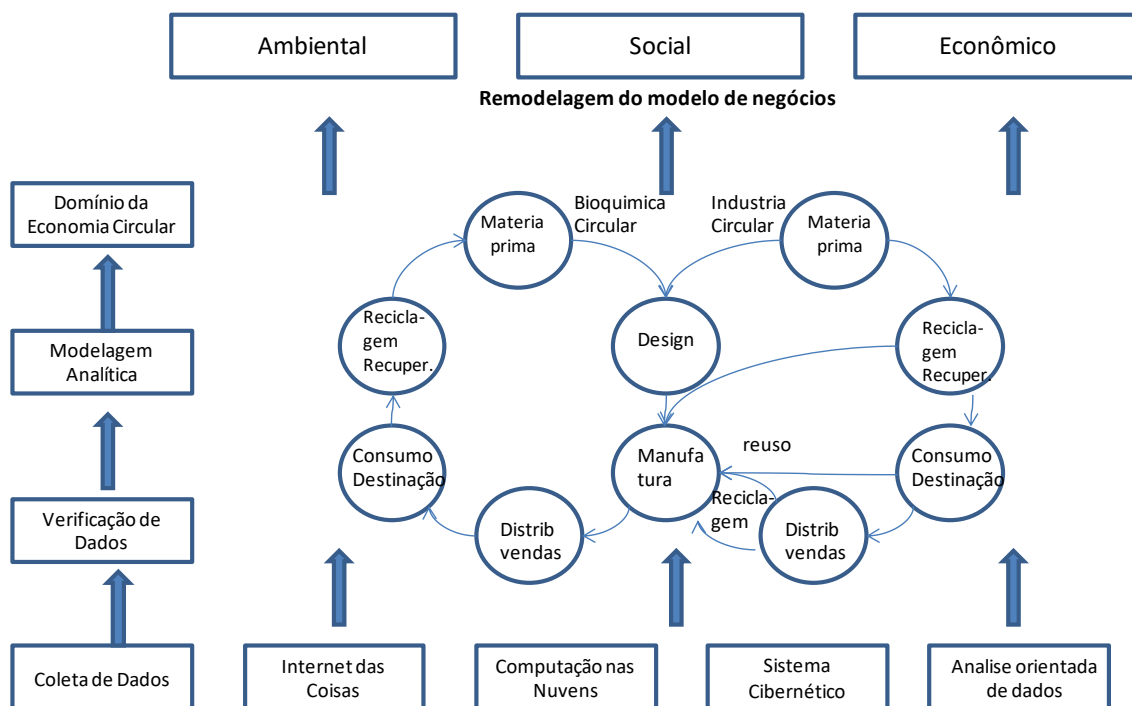 Ambiental
Social
Econômico
Remodelagem do modelo de negócios
Domínio da
Economia Circular
Modelagem
Analítica
Verificação de
Dados
Coleta de Dados
Materia
prima
Bioquimica
Circular
Industria
Circular
Materia
prima
Recicla-
gem
Recuper.
Design
Recicla-
gem
Recuper.
Consumo
Destinação
Manufa
tura
reuso
Consumo
Destinação
Distrib
vendas
Recicla-
gem
Distrib
vendas
Internet das
Coisas
Computação nas
Nuvens
Sistema
Cibernético
Analise orientada
de dados